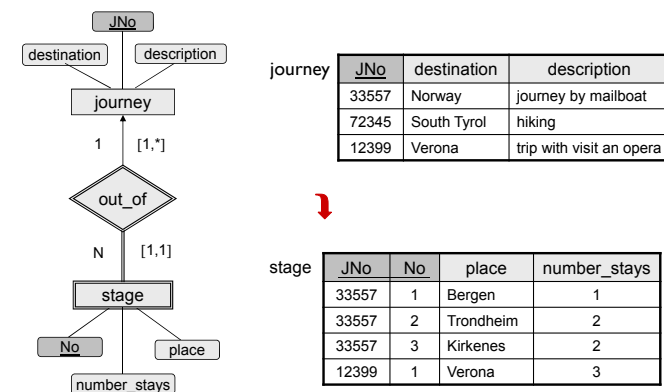 JNo
destination
description
journey
1 [1,*]
out_of
N [1,1]
stage
No
place
number_stays
journey
JNo destination description
33557 Norway journey by mailboat
72345 South Tyrol hiking
12399 Verona trip with visit an opera
stage
JNo No place number_stays
33557 1 Bergen 1
33557 2 Trondheim 2
33557 3 Kirkenes 2
12399 1 Verona 3